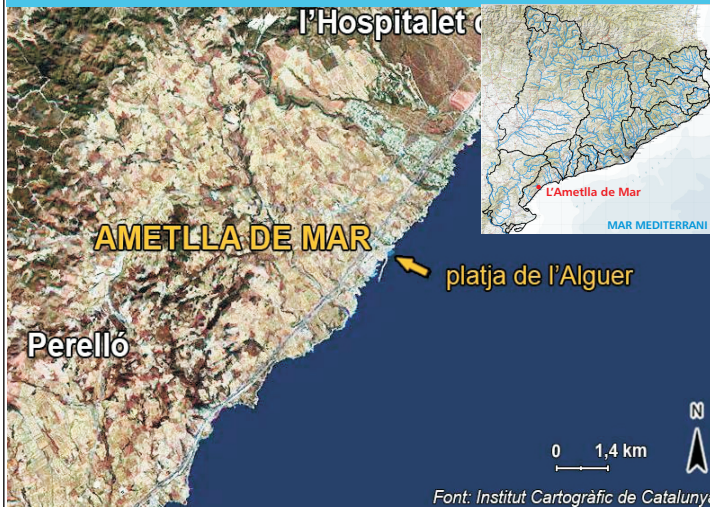 l'Hospitalet
L'Ametlla de Mar
MAR MEDITERRANI
AMETLLA DE MAR
platja de l'Alguer
Perelló
N
0 1,4 km
Font: Institut Cartogràfic de Catalunya